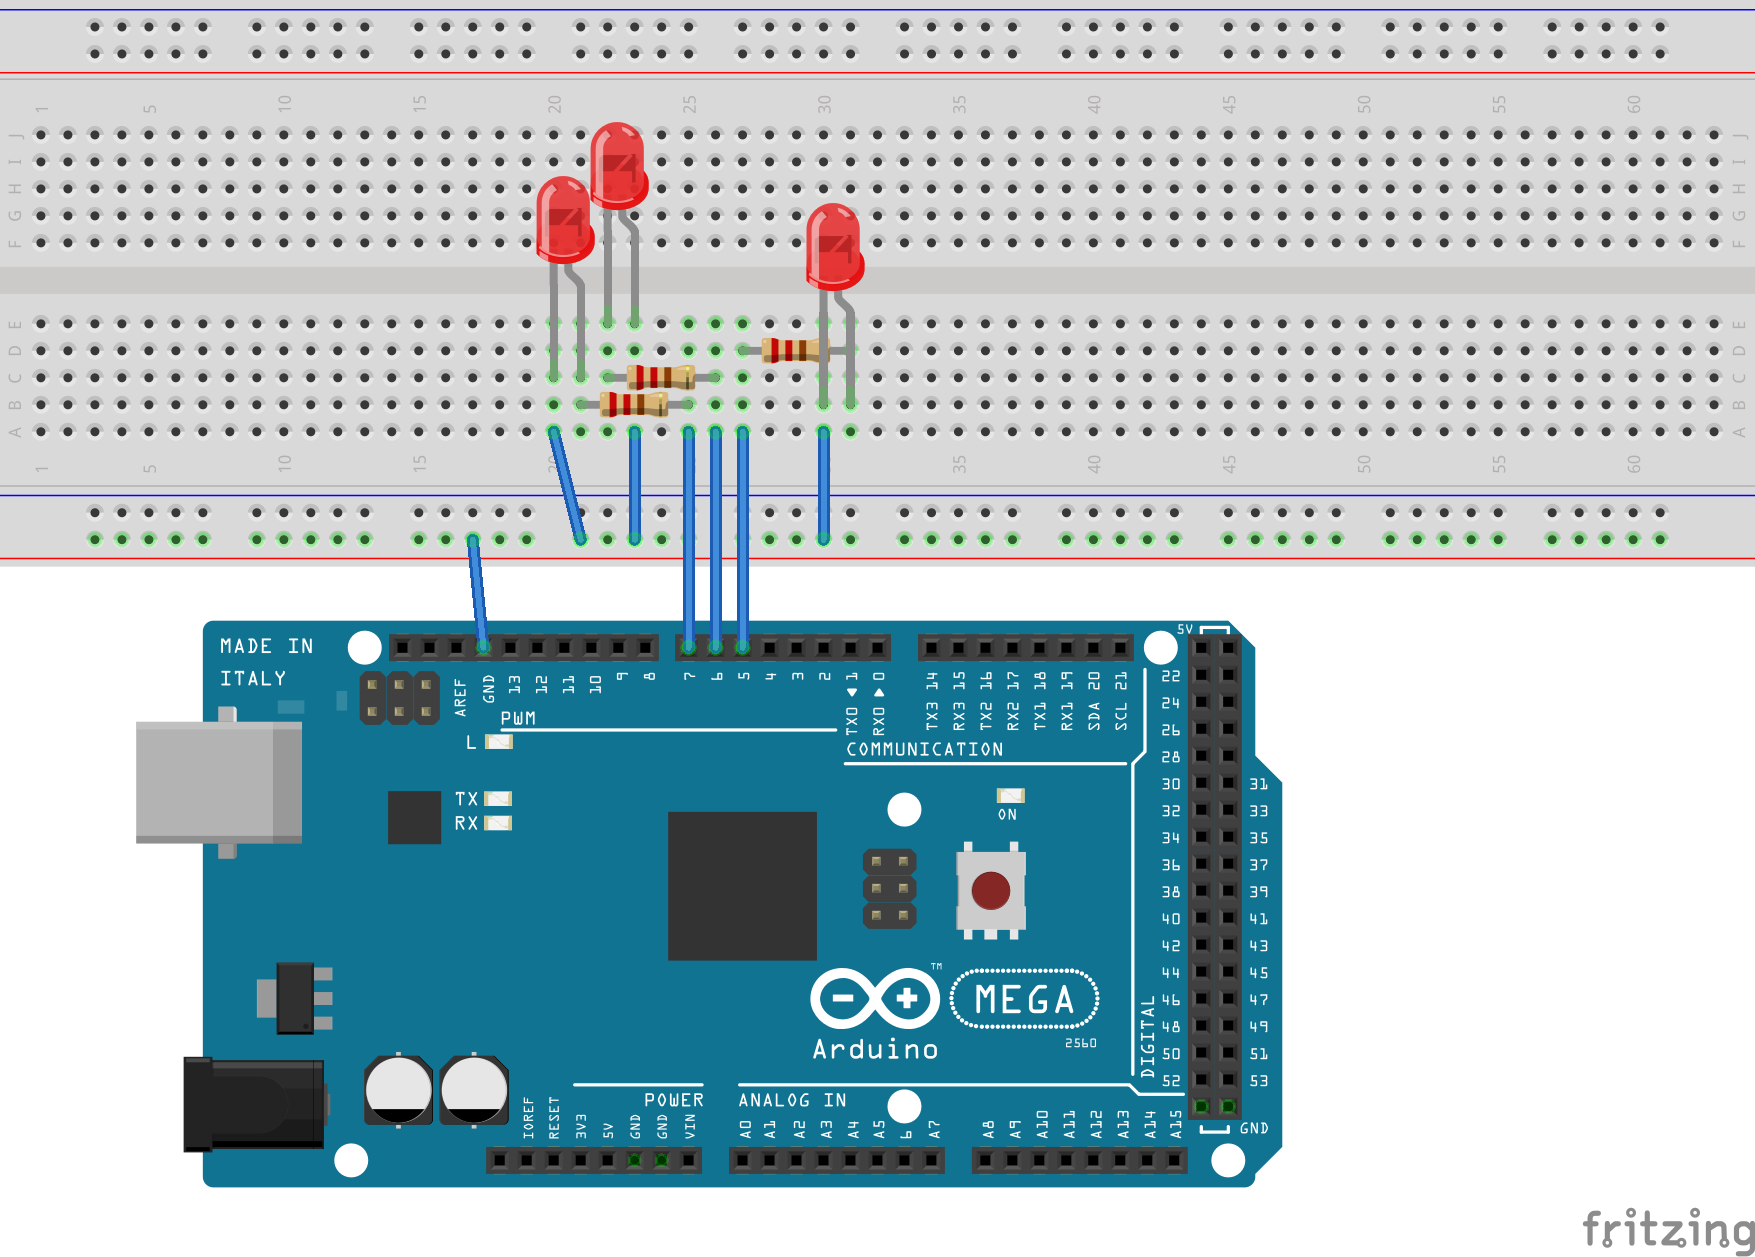 1 5 10 15 20 25 30 35 40 45 50 55 60
J J
I I
H H
G G
F F
E E
D D
C C
B B
A A
1 5 10 15 20 25 30 35 40 45 50 55 60
MADE IN
ITALY
AREF GND 13 12 11 10 9 8 7 6 5 4 3 2 TX0 1 RX0 0 TX3 14 RX3 15 TX2 16 RX2 17 TX1 18 RX1 19 SDA 20 SCL 21
5V
PWM
L
COMMUNICATION
TX
RX
ON
22
24
26
28
30 31
32 33
34 35
36 37
38 39
40 41
42 43
44 45
46 47
48 49
50 51
52 53
GND
DIGITAL
MEGA
TM
Arduino
2560
POWER
ANALOG IN
IOREF RESET 3V3 5V GND GND VIN A0 A1 A2 A3 A4 A5 6 A7 A8 A9 A10 A11 A12 A13 A14 A15
fritzing